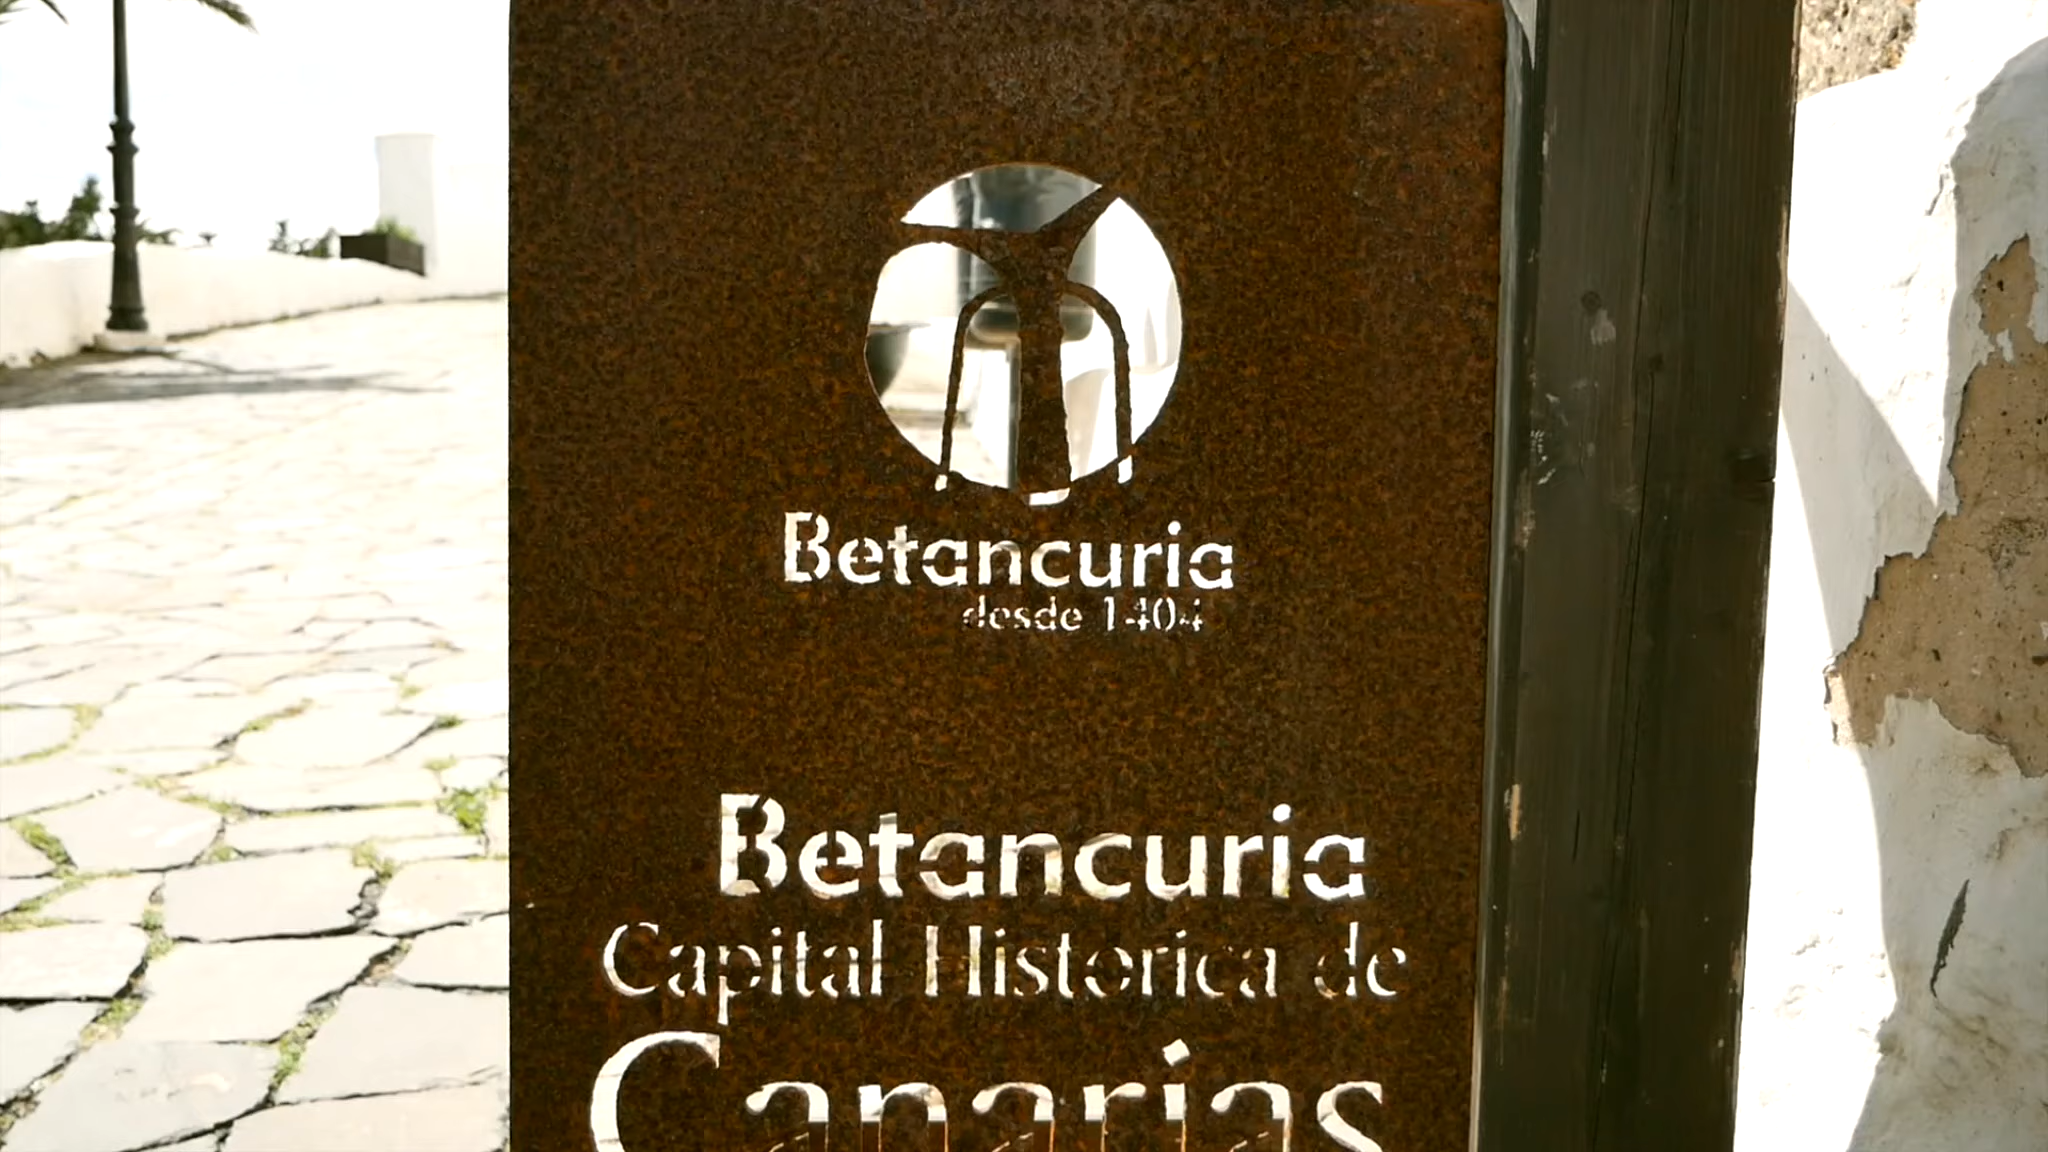 Betancuria
desde 1404
Betancuria
Capital Historica de
Canarias